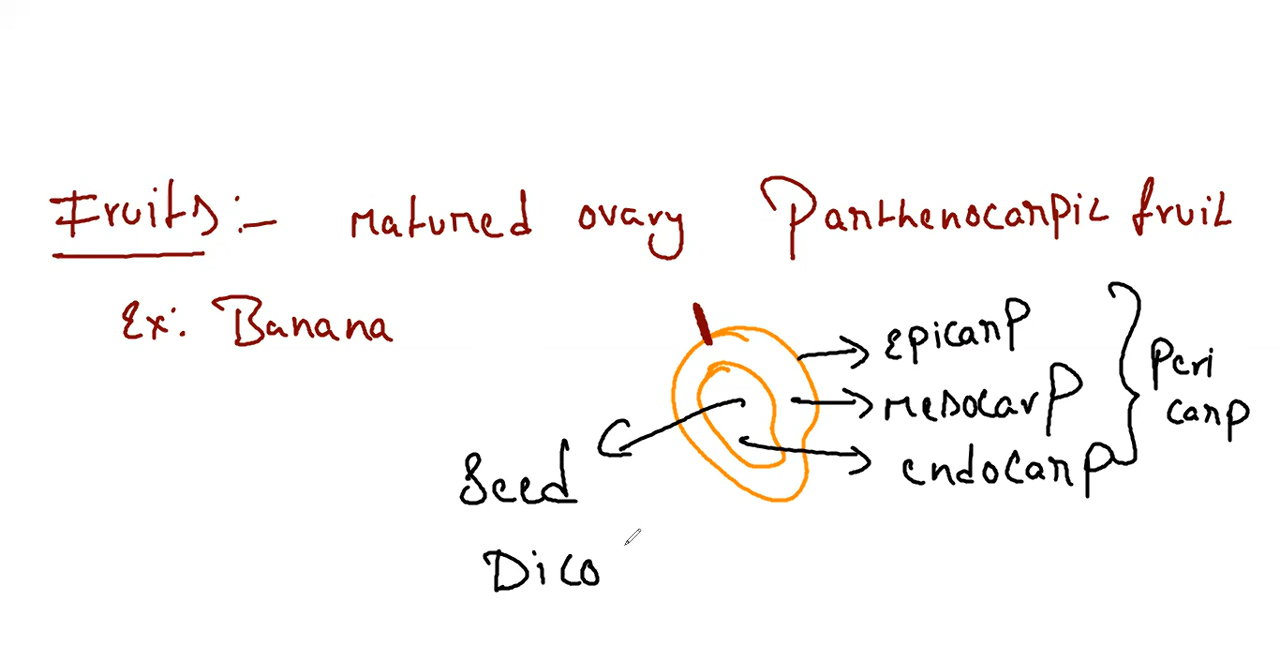 Fruits :- matured ovary Parthenocarpic fruit
Ex: Banana
epicarp
mesocarp
endocarp
Peri
carp
Seed
Dico